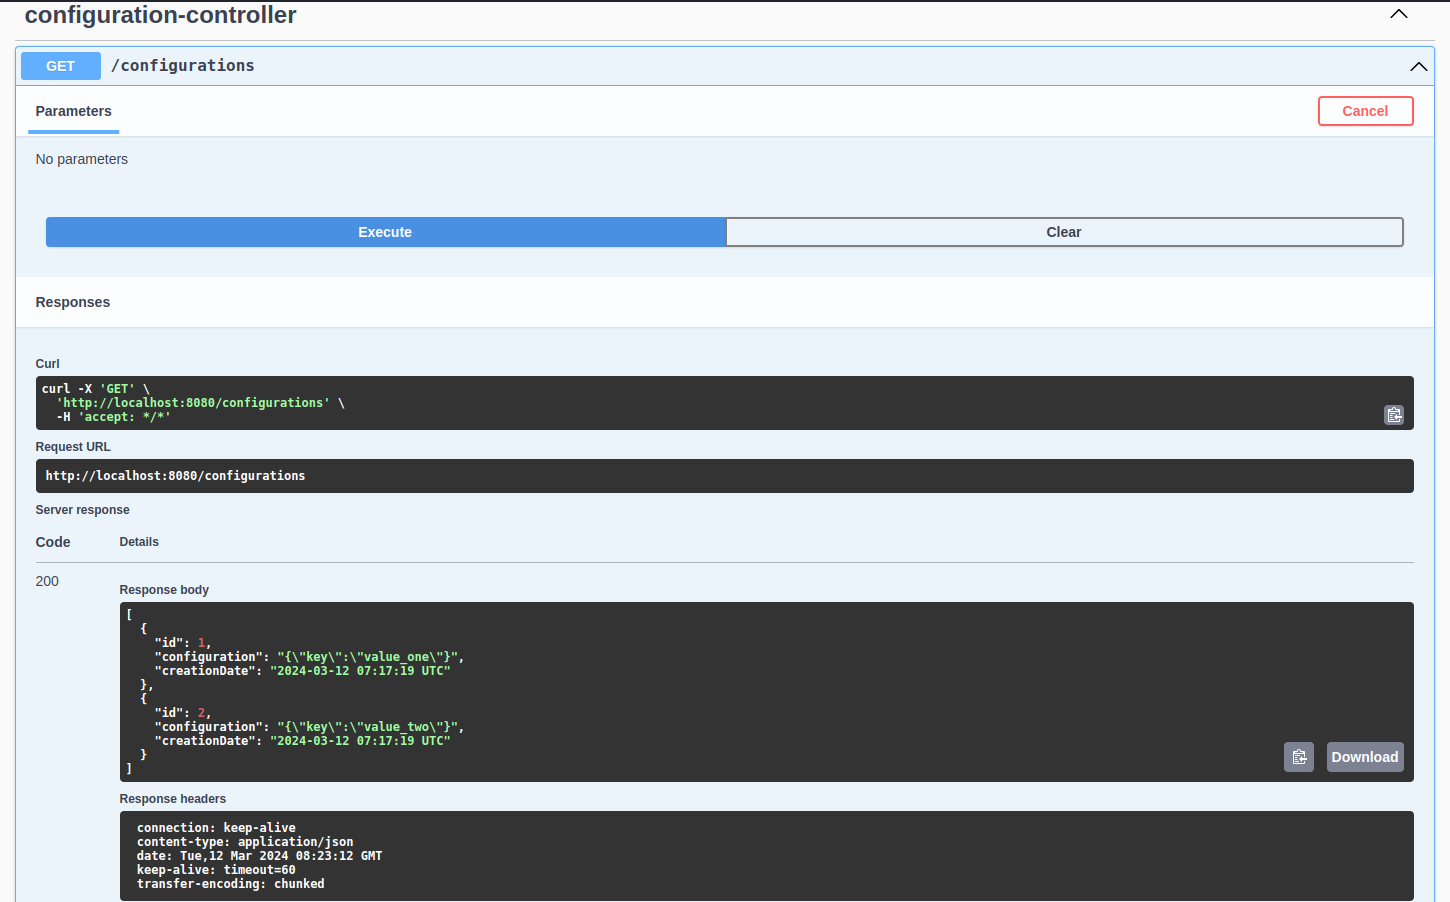 configuration-controller
GET /configurations
Parameters
Cancel
No parameters
Execute
Clear
Responses
Curl
curl -X 'GET' \
  'http://localhost:8080/configurations' \
  -H 'accept: */*'
Request URL
http://localhost:8080/configurations
Server response
Code Details
200
Response body
[
  {
    "id": 1,
    "configuration": "{\"key\":\"value_one\"}",
    "creationDate": "2024-03-12 07:17:19 UTC"
  },
  {
    "id": 2,
    "configuration": "{\"key\":\"value_two\"}",
    "creationDate": "2024-03-12 07:17:19 UTC"
  }
]
Download
Response headers
connection: keep-alive
content-type: application/json
date: Tue,12 Mar 2024 08:23:12 GMT
keep-alive: timeout=60
transfer-encoding: chunked